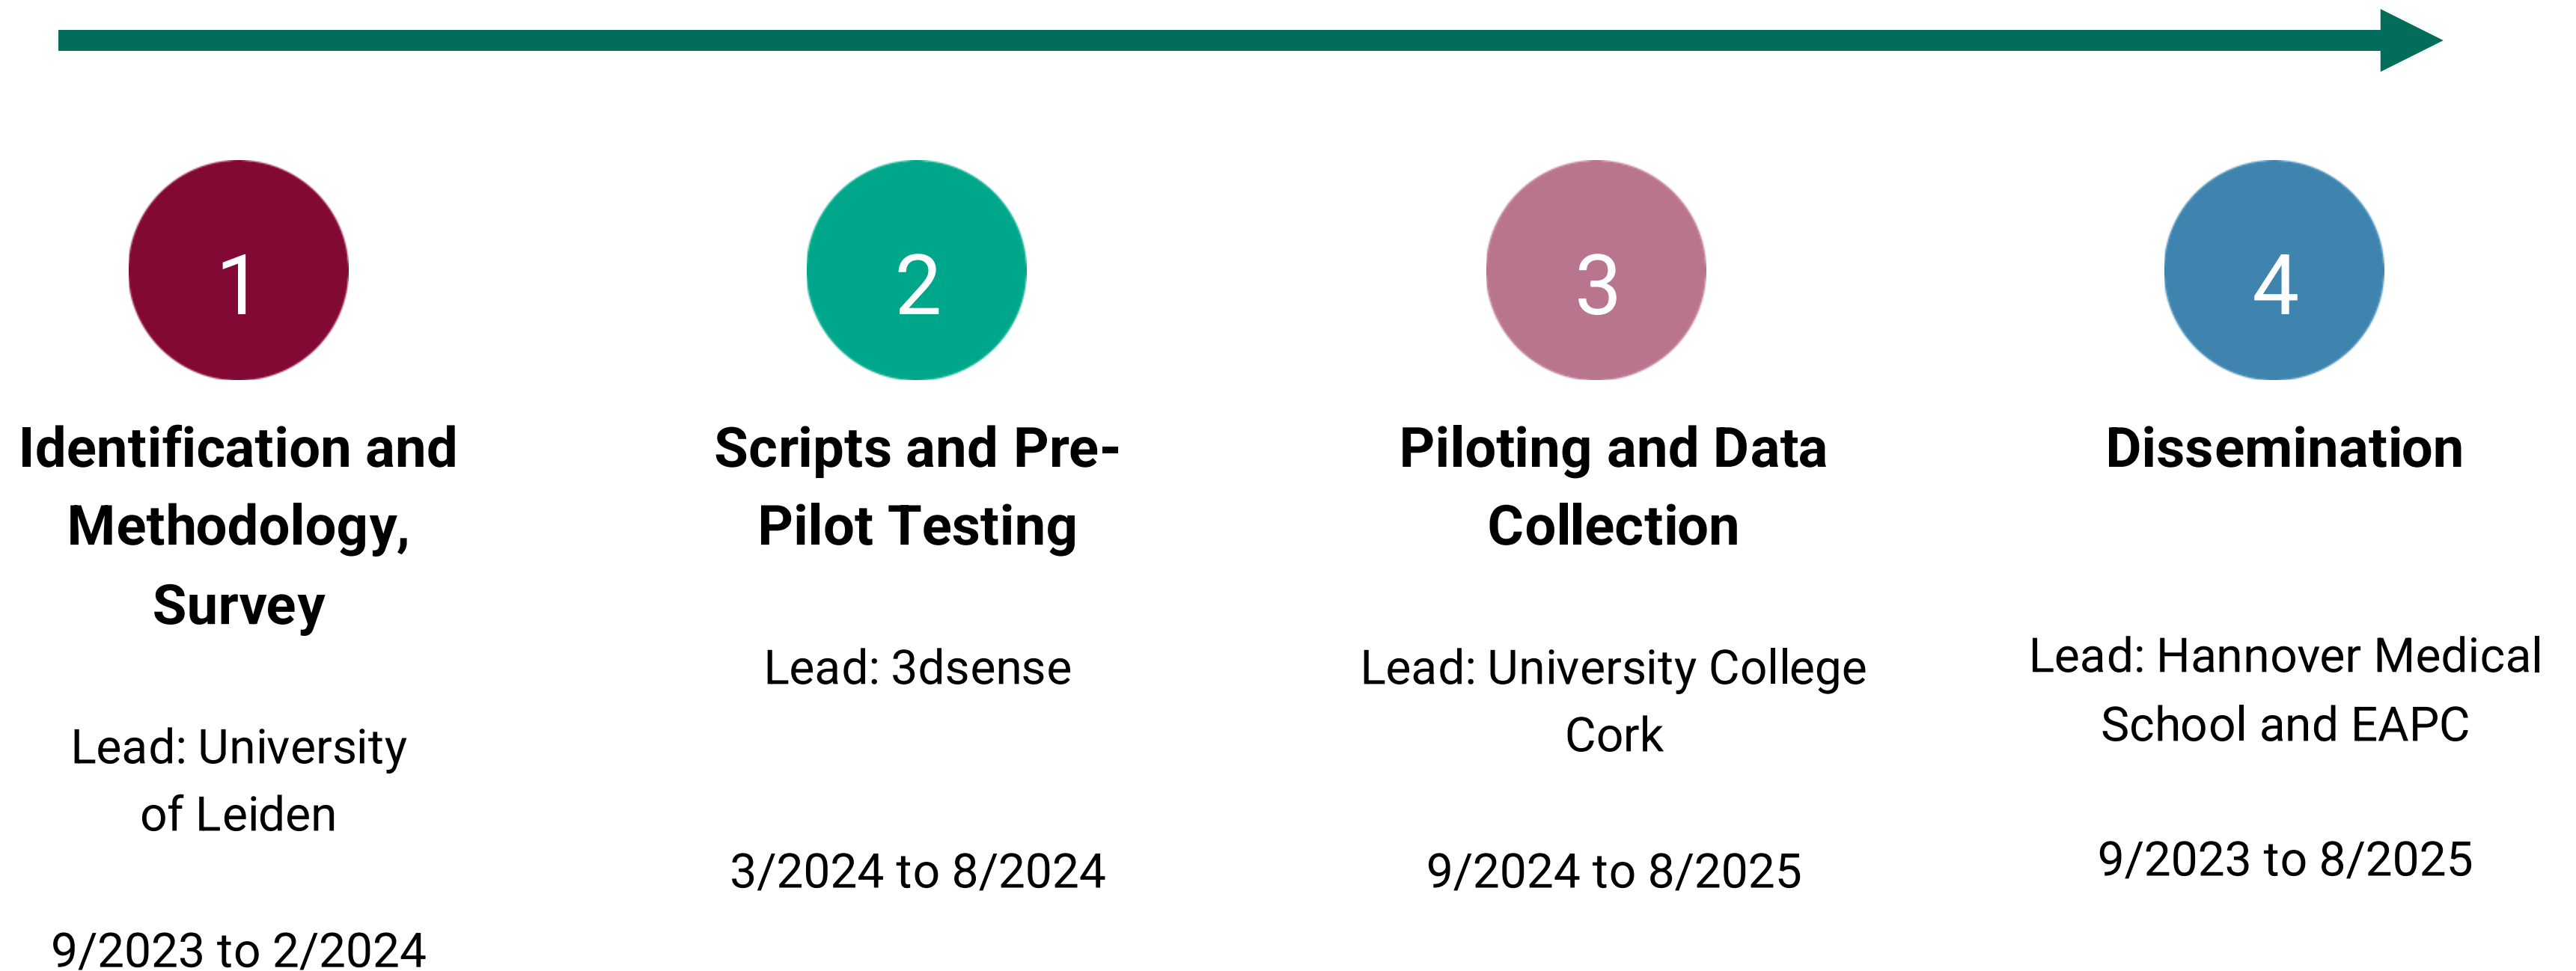 1
Identification and
Methodology,
Survey
Lead: University
of Leiden
9/2023 to 2/2024
2
Scripts and Pre-
Pilot Testing
Lead: 3dsense
3/2024 to 8/2024
3
Piloting and Data
Collection
Lead: University College
Cork
9/2024 to 8/2025
4
Dissemination
Lead: Hannover Medical
School and EAPC
9/2023 to 8/2025